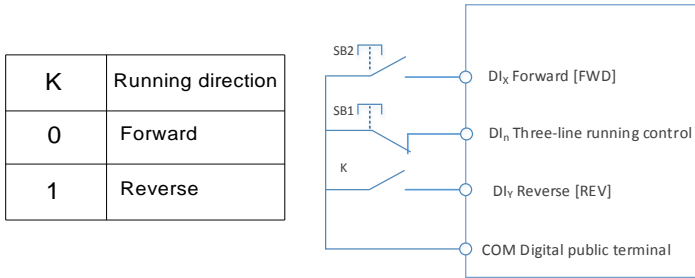 K Running direction
0 Forward
1 Reverse
SB2
DIX Forward [FWD]
SB1
DIn Three-line running control
K
DIY Reverse [REV]
COM Digital public terminal